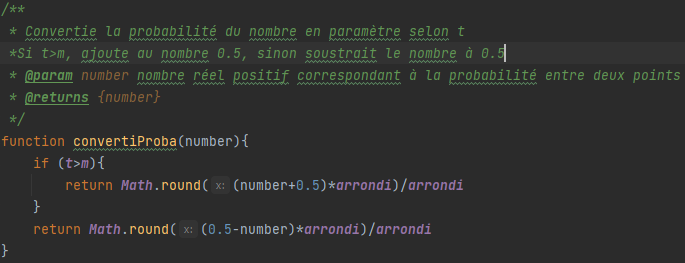 /**
 * Convertie la probabilité du nombre en paramètre selon t
 *Si t>m, ajoute au nombre 0.5, sinon soustrait le nombre à 0.5
 * @param number nombre réel positif correspondant à la probabilité entre deux points
 * @returns {number}
 */
function convertiProba(number){
    if (t>m){
        return Math.round( x: (number+0.5)*arrondi)/arrondi
    }
    return Math.round( x: (0.5-number)*arrondi)/arrondi
}